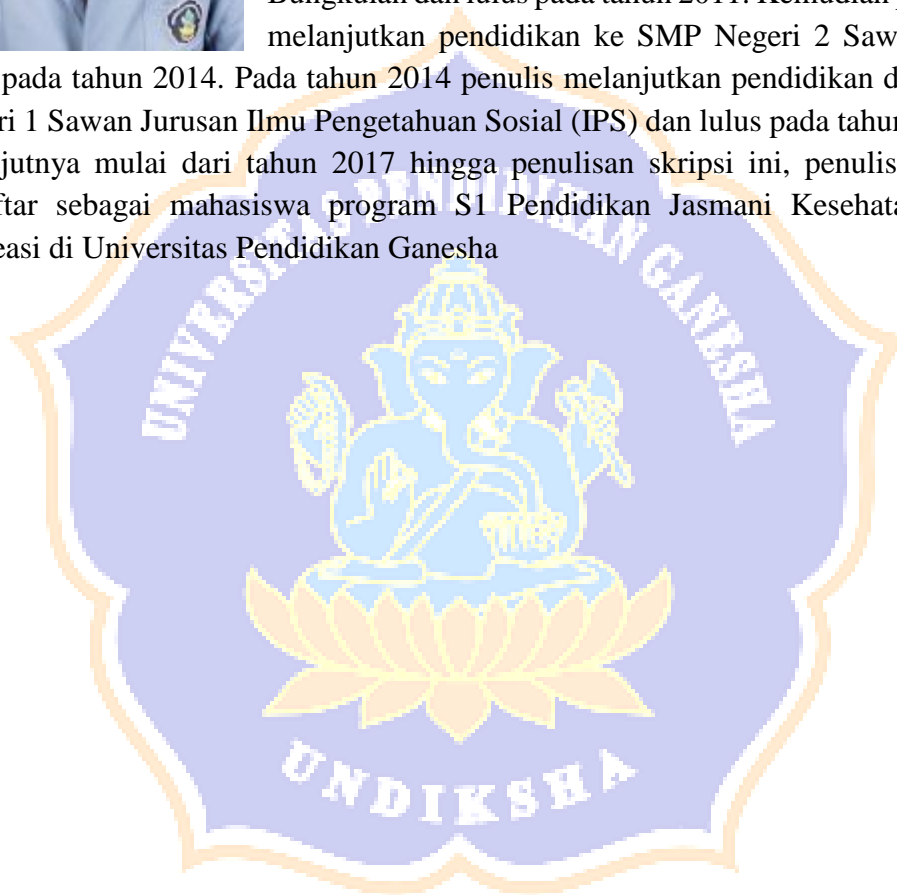 Bungkulan dan lulus pada tahun 2011. Kemudian
melanjutkan pendidikan ke SMP Negeri 2 Saw
pada tahun 2014. Pada tahun 2014 penulis melanjutkan pendidikan d
ri 1 Sawan Jurusan Ilmu Pengetahuan Sosial (IPS) dan lulus pada tahun
jutnya mulai dari tahun 2017 hingga penulisan skripsi ini, penulis
ftar sebagai mahasiswa program S1 Pendidikan Jasmani Kesehata
easi di Universitas Pendidikan Ganesha
UNIVERSITAS PENDIDIKAN GANESHA
UNDIKSHA